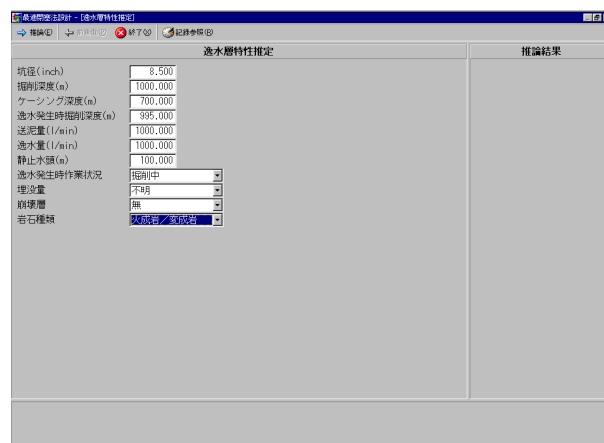 最適閉塞法設計 - [逸水層特性推定]
推論(E) 終了(X) 記録参照(R)
逸水層特性推定 推論結果
坑径(inch) 8.500
掘削深度(m) 1000.000
ケーシング深度(m) 700.000
逸水発生時掘削深度(m) 995.000
送泥量(l/min) 1000.000
逸水量(l/min) 1000.000
静止水頭(m) 100.000
逸水発生時作業状況 掘削中
埋没量 不明
崩壊層 無
岩石種類 火成岩/変成岩